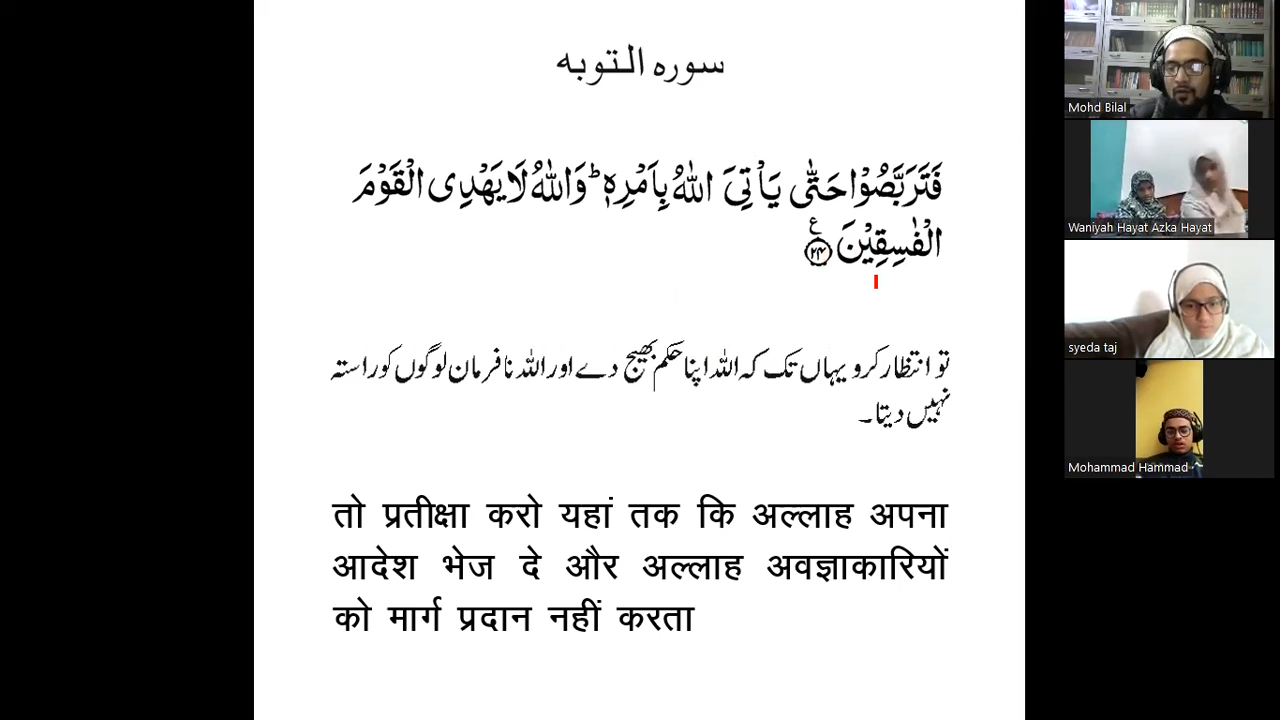 سورہ التوبہ
فَتَرَبَّصُوْا حَتّٰى يَاْتِيَ اللّٰهُ بِاَمْرِهٖ ؕ وَاللّٰهُ لَا يَهْدِى الْقَوْمَ
الْفٰسِقِيْنَ ﴿۲۴﴾ ع
تو انتظار کرو یہاں تک کہ اللہ اپنا حکم بھیج دے اور اللہ نافرمان لوگوں کو راستہ
نہیں دیتا۔
तो प्रतीक्षा करो यहां तक कि अल्लाह अपना
आदेश भेज दे और अल्लाह अवज्ञाकारियों
को मार्ग प्रदान नहीं करता
Mohd Bilal
Waniyah Hayat Azka Hayat
syeda taj
Mohammad Hammad